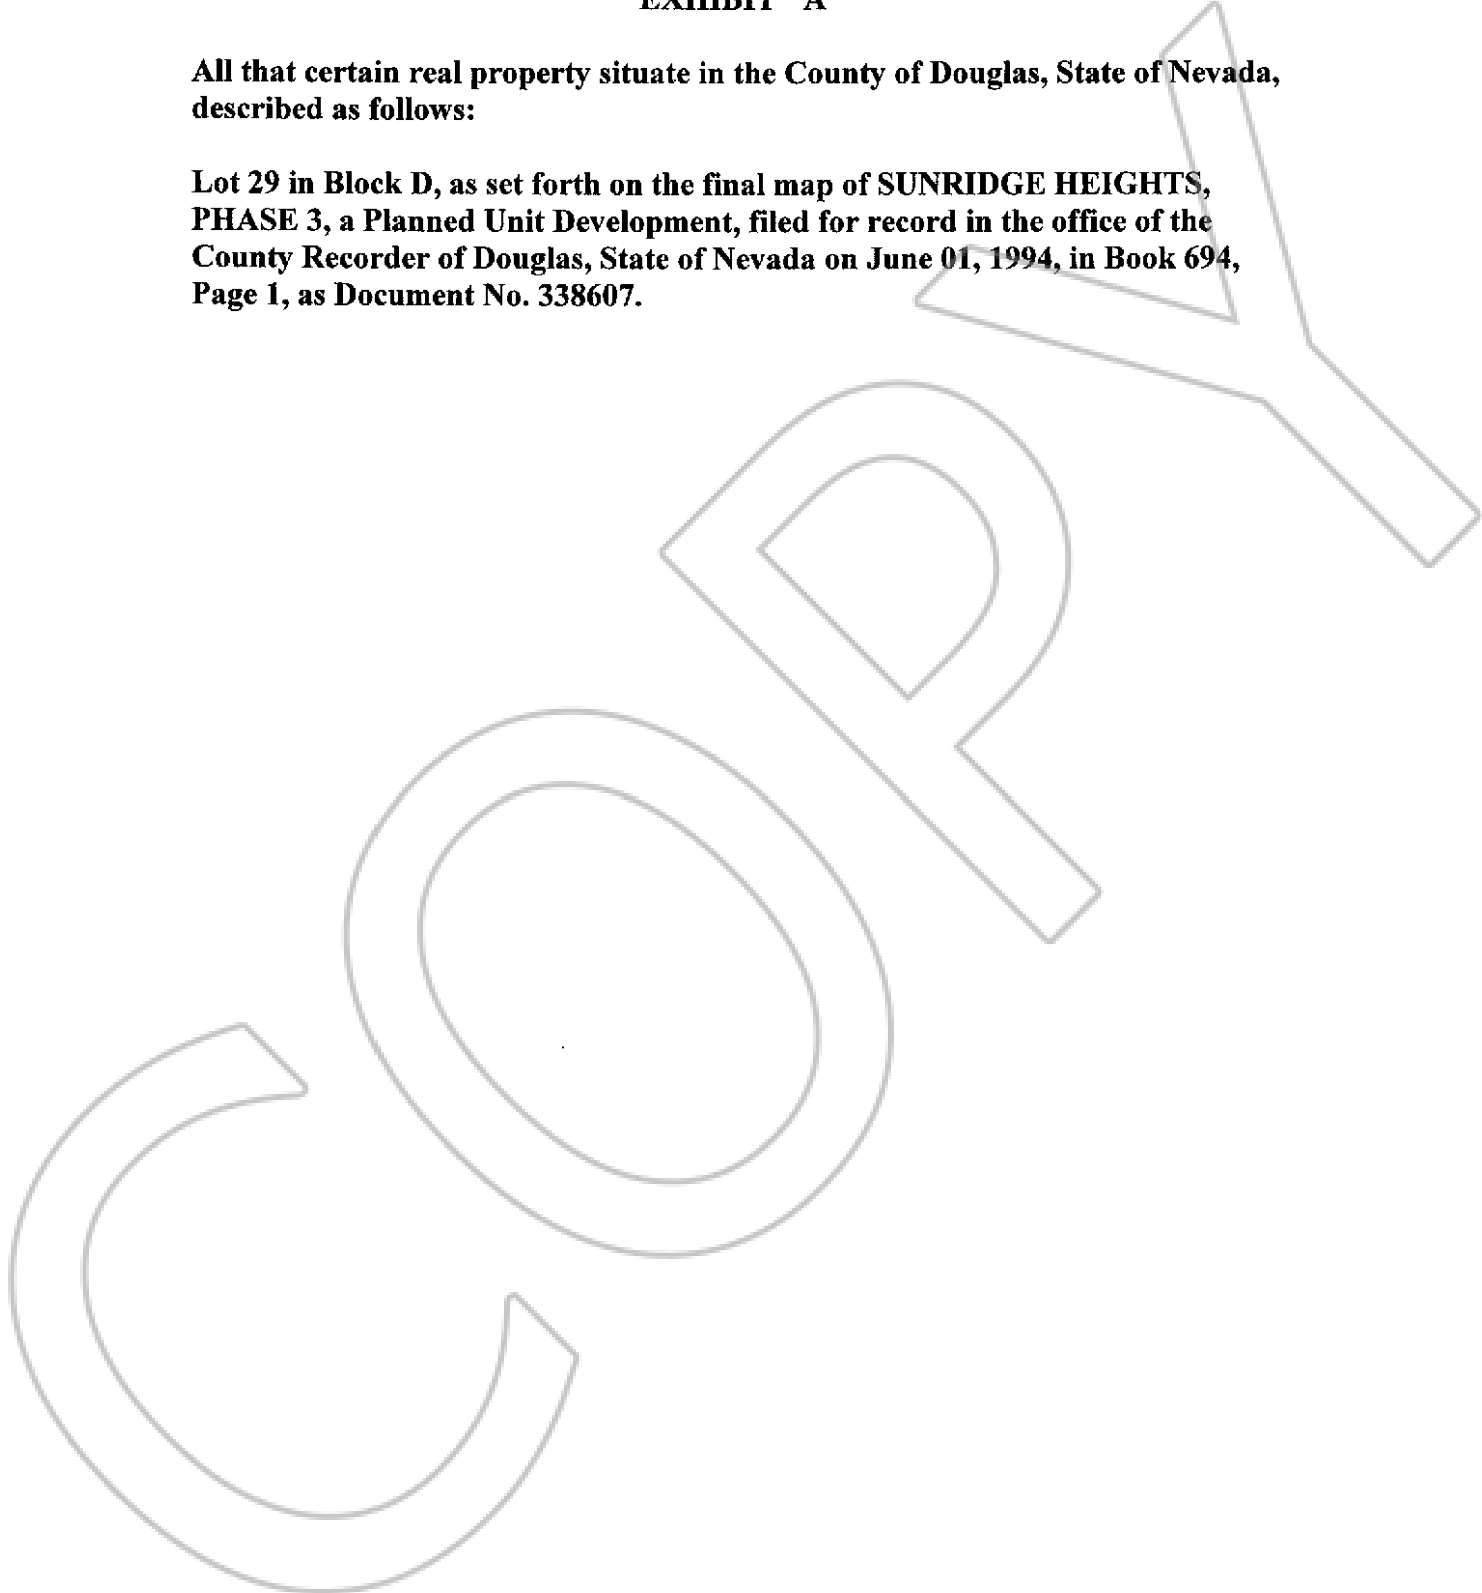 EXHIBIT A
All that certain real property situate in the County of Douglas, State of Nevada,
described as follows:
Lot 29 in Block D, as set forth on the final map of SUNRIDGE HEIGHTS,
PHASE 3, a Planned Unit Development, filed for record in the office of the
County Recorder of Douglas, State of Nevada on June 01, 1994, in Book 694,
Page 1, as Document No. 338607.
COPY